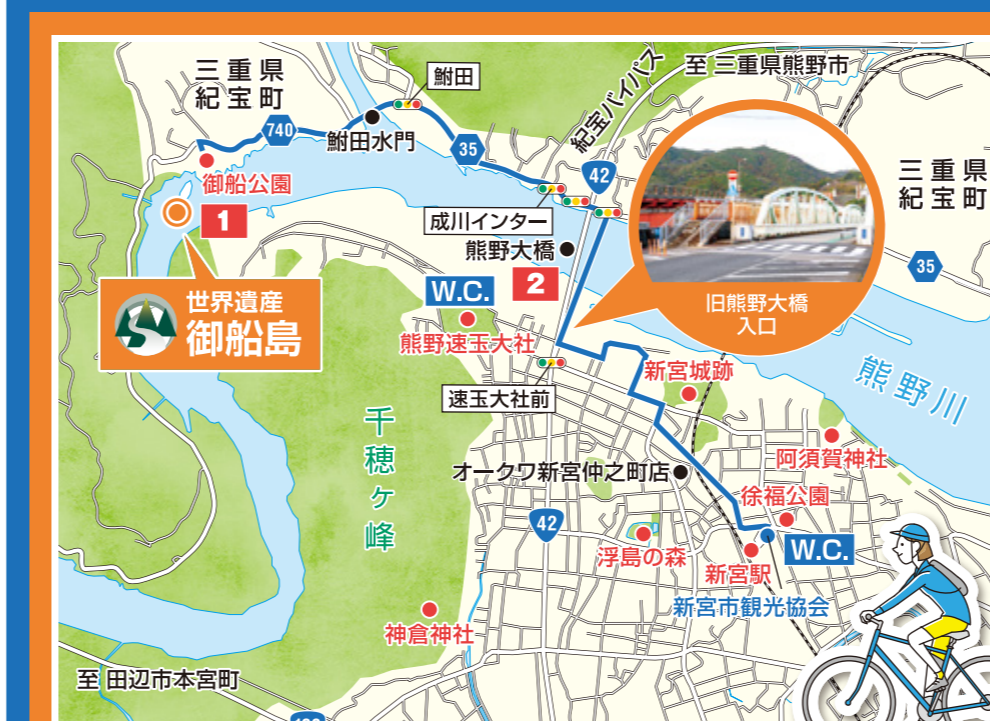 三重県
紀宝町
鮒田
至 三重県熊野市
紀宝バイパス
740
鮒田水門
35
42
三重県
紀宝町
御船公園
1
成川インター
熊野大橋
2
35
世界遺産
御船島
W.C.
熊野速玉大社
旧熊野大橋
入口
速玉大社前
新宮城跡
熊野川
千穂ヶ峰
阿須賀神社
オークワ新宮仲之町店
徐福公園
42
浮島の森
新宮駅
W.C.
新宮市観光協会
神倉神社
至 田辺市本宮町